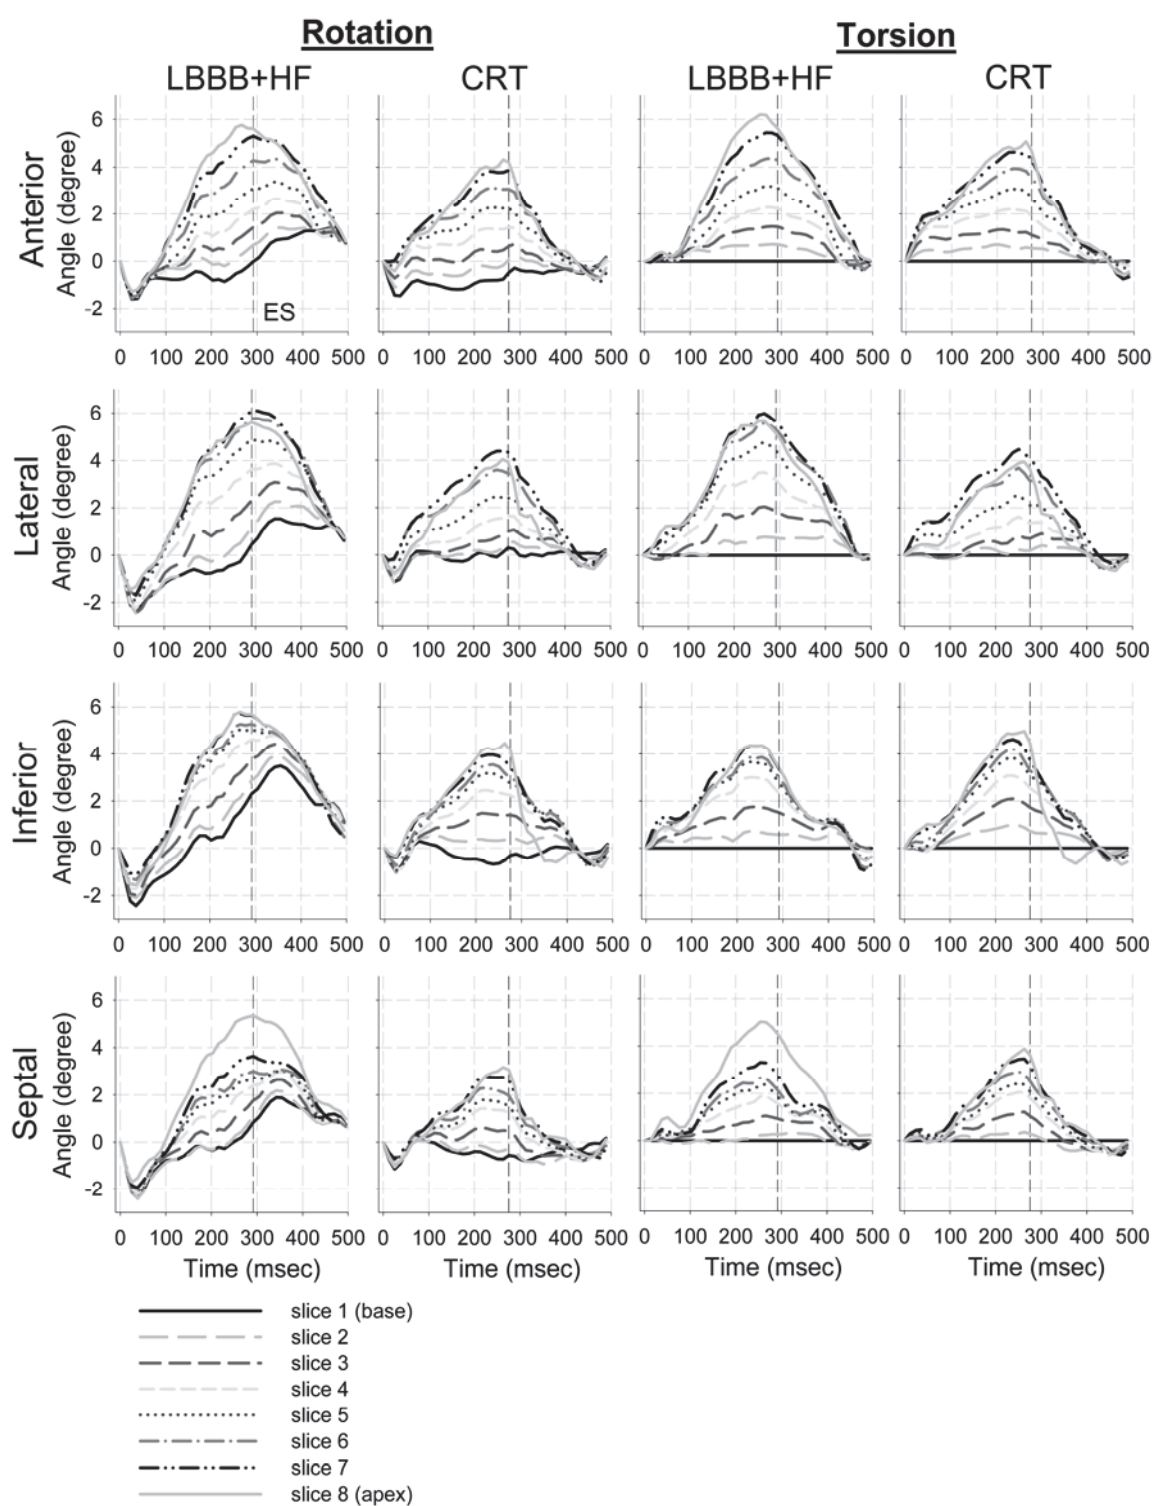 Rotation Torsion
LBBB+HF CRT LBBB+HF CRT
Anterior
Angle (degree)
6
4
2
0
-2
ES
0 100 200 300 400 500 0 100 200 300 400 500 0 100 200 300 400 500 0 100 200 300 400 500
Lateral
Angle (degree)
6
4
2
0
-2
0 100 200 300 400 500 0 100 200 300 400 500 0 100 200 300 400 500 0 100 200 300 400 500
Inferior
Angle (degree)
6
4
2
0
-2
0 100 200 300 400 500 0 100 200 300 400 500 0 100 200 300 400 500 0 100 200 300 400 500
Septal
Angle (degree)
6
4
2
0
-2
0 100 200 300 400 500 0 100 200 300 400 500 0 100 200 300 400 500 0 100 200 300 400 500
Time (msec) Time (msec) Time (msec) Time (msec)
slice 1 (base)
slice 2
slice 3
slice 4
slice 5
slice 6
slice 7
slice 8 (apex)